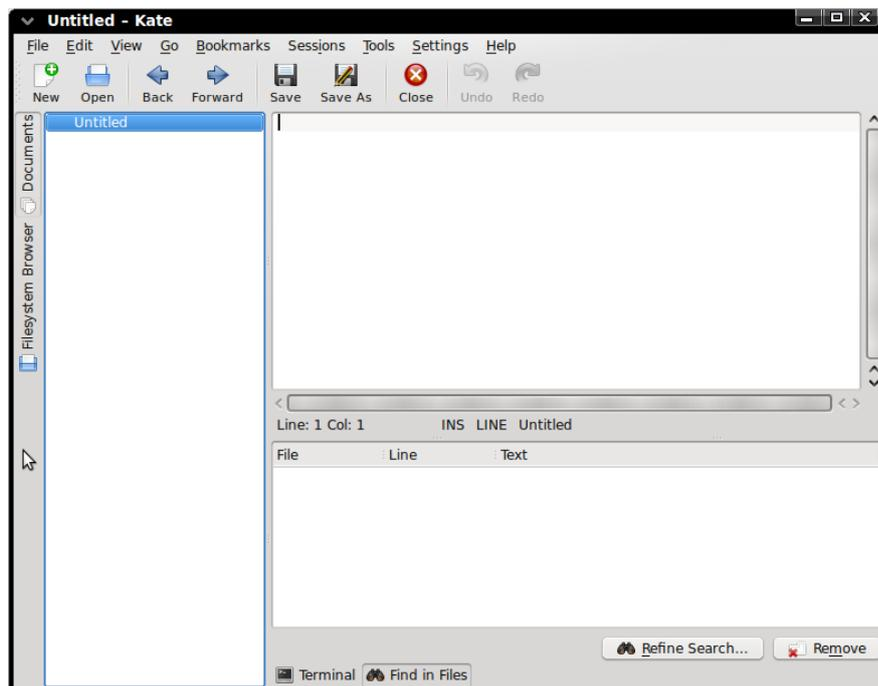 Untitled – Kate
File Edit View Go Bookmarks Sessions Tools Settings Help
New Open Back Forward Save Save As Close Undo Redo
Documents
Filesystem Browser
Untitled
Line: 1 Col: 1 INS LINE Untitled
File Line Text
Refine Search... Remove
Terminal Find in Files